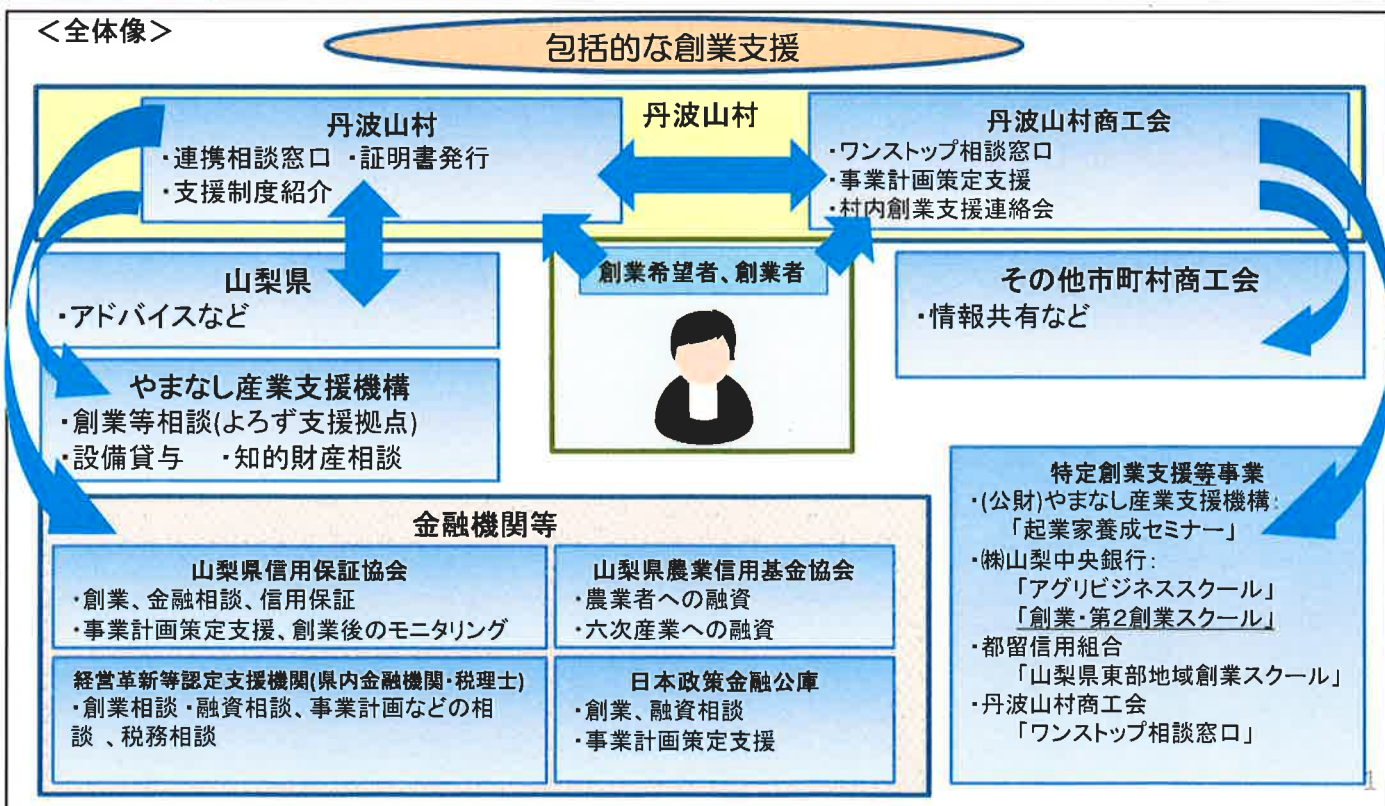 <全体像>
包括的な創業支援
丹波山村
丹波山村
・連携相談窓口 ・証明書発行
・支援制度紹介
丹波山村商工会
・ワンストップ相談窓口
・事業計画策定支援
・村内創業支援連絡会
創業希望者、創業者
山梨県
・アドバイスなど
その他市町村商工会
・情報共有など
やまなし産業支援機構
・創業等相談(よろず支援拠点)
・設備貸与 ・知的財産相談
金融機関等
山梨県信用保証協会
・創業、金融相談、信用保証
・事業計画策定支援、創業後のモニタリング
山梨県農業信用基金協会
・農業者への融資
・六次産業への融資
経営革新等認定支援機関(県内金融機関・税理士)
・創業相談・融資相談、事業計画などの相
談 、税務相談
日本政策金融公庫
・創業、融資相談
・事業計画策定支援
特定創業支援等事業
・(公財)やまなし産業支援機構:
「起業家養成セミナー」
・㈱山梨中央銀行:
「アグリビジネススクール」
「創業・第2創業スクール」
・都留信用組合
「山梨県東部地域創業スクール」
・丹波山村商工会
「ワンストップ相談窓口」
1